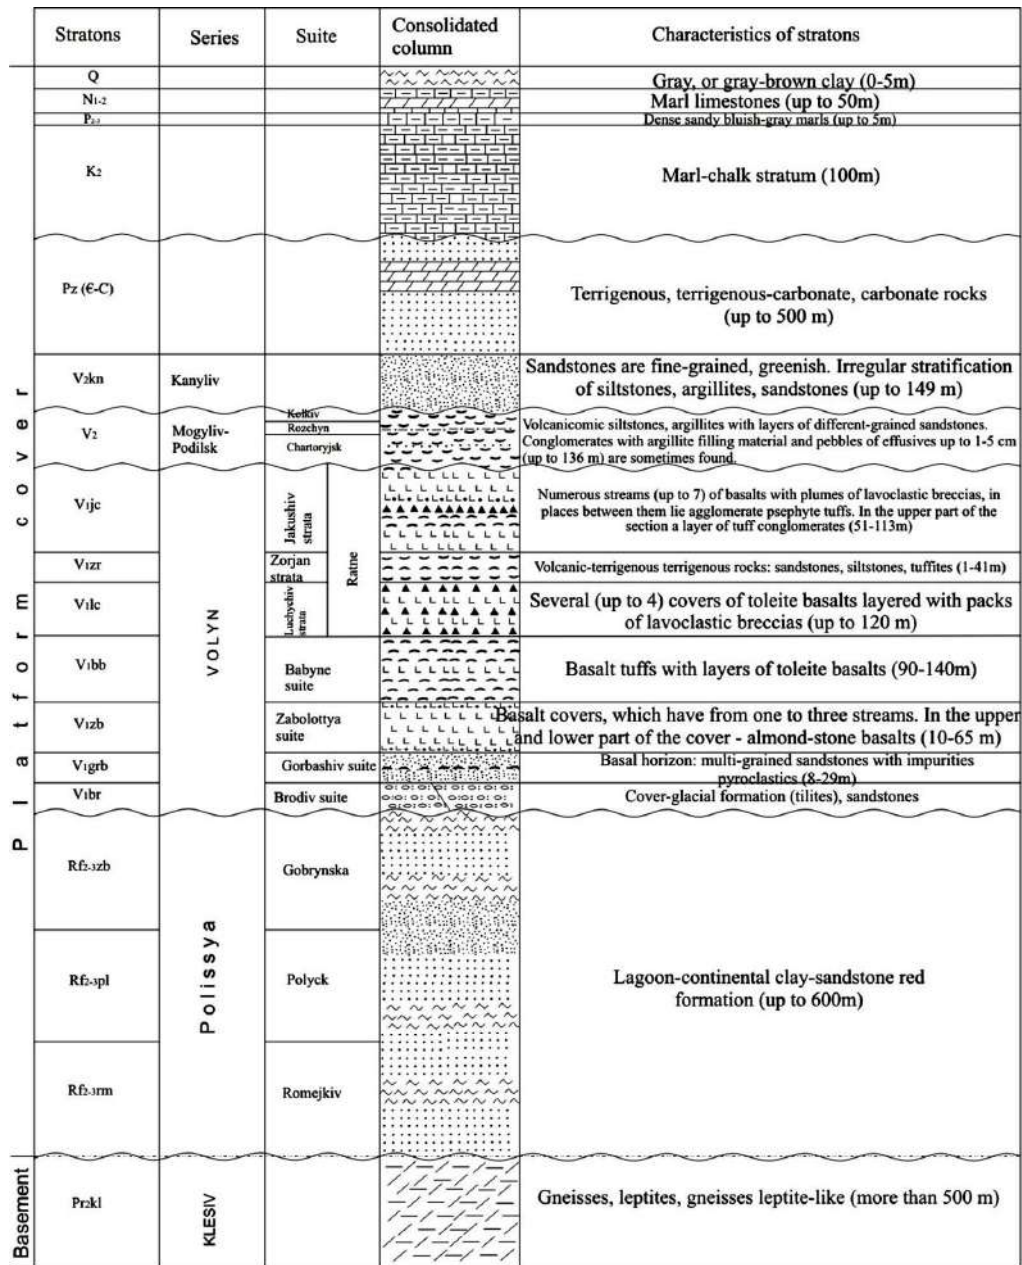 Stratons Series Suite Consolidated column Characteristics of stratons
Platform cover
Q Gray, or gray-brown clay (0-5m)
N1-2 Marl limestones (up to 50m)
P2-3 Dense sandy bluish-gray marls (up to 5m)
K2 Marl-chalk stratum (100m)
Pz (€-C) Terrigenous, terrigenous-carbonate, carbonate rocks
(up to 500 m)
V2kn Kanyliv Sandstones are fine-grained, greenish. Irregular stratification
of siltstones, argillites, sandstones (up to 149 m)
V2 Mogyliv-
Podilsk
Kolkiv
Rozchyn
Chartoryjsk
Volcanicomic siltstones, argillites with layers of different-grained sandstones.
Conglomerates with argillite filling material and pebbles of effusives up to 1-5 cm
(up to 136 m) are sometimes found.
VOLYN
Ratne
V1jc Jakushiv
strata
Numerous streams (up to 7) of basalts with plumes of lavoclastic breccias, in
places between them lie agglomerate psephyte tuffs. In the upper part of the
section a layer of tuff conglomerates (51-113m)
V1zr Zorjan
strata
Volcanic-terrigenous terrigenous rocks: sandstones, siltstones, tuffites (1-41m)
V1lc Luchychiv
strata
Several (up to 4) covers of toleite basalts layered with packs
of lavoclastic breccias (up to 120 m)
V1bb Babyne
suite
Basalt tuffs with layers of toleite basalts (90-140m)
V1zb Zabolottya
suite
Basalt covers, which have from one to three streams. In the upper
and lower part of the cover - almond-stone basalts (10-65 m)
V1grb Gorbashiv suite Basal horizon: multi-grained sandstones with impurities
pyroclastics (8-29m)
V1br Brodiv suite Cover-glacial formation (tilites), sandstones
Polissya
Rf2-3zb Gobrynska
Rf2-3pl Polyck
Lagoon-continental clay-sandstone red
formation (up to 600m)
Rf2-3rm Romejkiv
Basement
Pr2kl KLESIV Gneisses, leptites, gneisses leptite-like (more than 500 m)